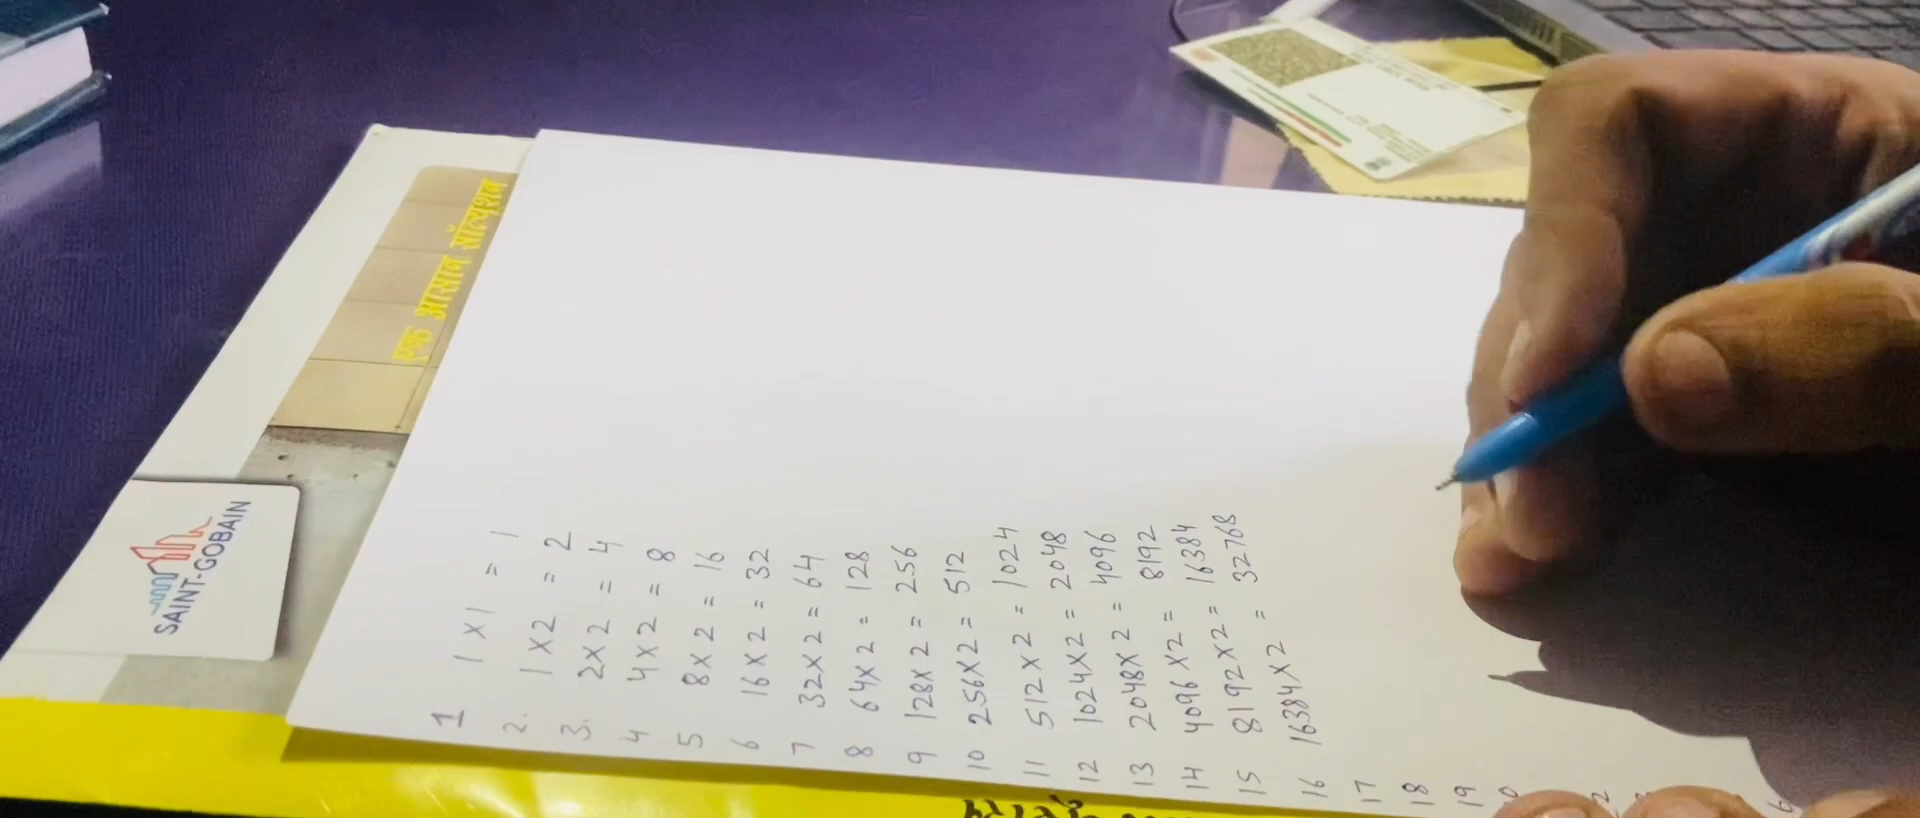 एक आसान सॉल्यूशन
SAINT-GOBAIN
1 1 X 1 = 1
2. 1 X 2 = 2
3. 2 X 2 = 4
4 4 X 2 = 8
5 8 X 2 = 16
6 16 X 2 = 32
7 32 X 2 = 64
8 64 X 2 = 128
9 128 X 2 = 256
10 256 X 2 = 512
11 512 X 2 = 1024
12 1024 X 2 = 2048
13 2048 X 2 = 4096
14 4096 X 2 = 8192
15 8192 X 2 = 16384
16 16384 X 2 = 32768
17
18
19